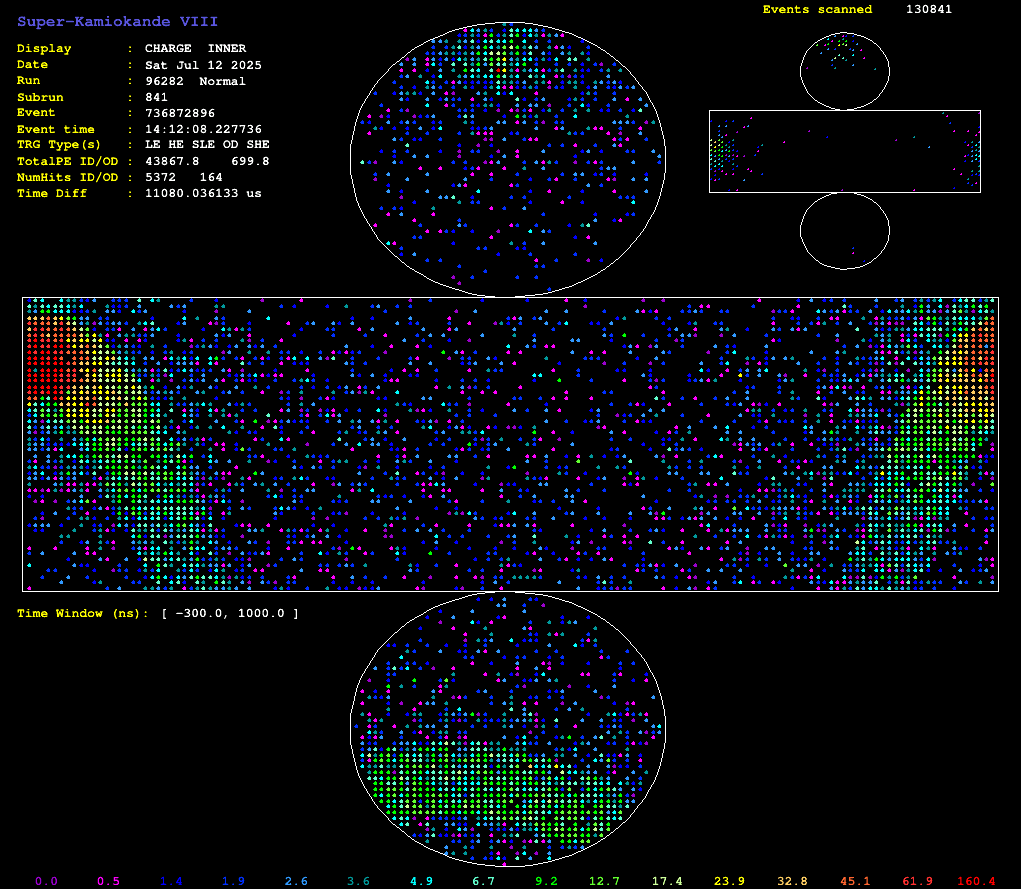 Super-Kamiokande VIII
Events scanned 130841
Display : CHARGE INNER
Date : Sat Jul 12 2025
Run : 96282 Normal
Subrun : 841
Event : 736872896
Event time : 14:12:08.227736
TRG Type(s) : LE HE SLE OD SHE
TotalPE ID/OD : 43867.8 699.8
NumHits ID/OD : 5372 164
Time Diff : 11080.036133 us
Time Window (ns): [ -300.0, 1000.0 ]
0.0 0.5 1.4 1.9 2.6 3.6 4.9 6.7 9.2 12.7 17.4 23.9 32.8 45.1 61.9 160.4